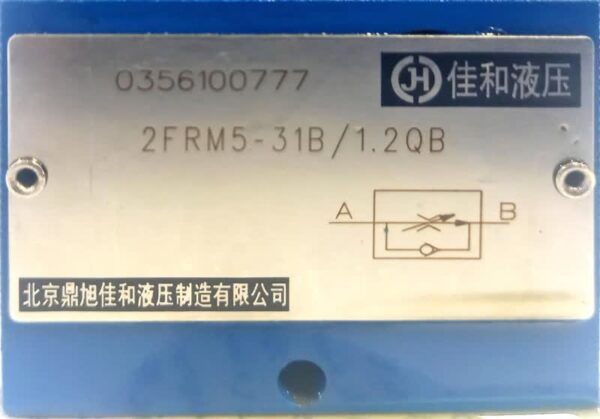 0356100777
JH 佳和液压
2FRM5-31B/1.2QB
A B
北京鼎旭佳和液压制造有限公司